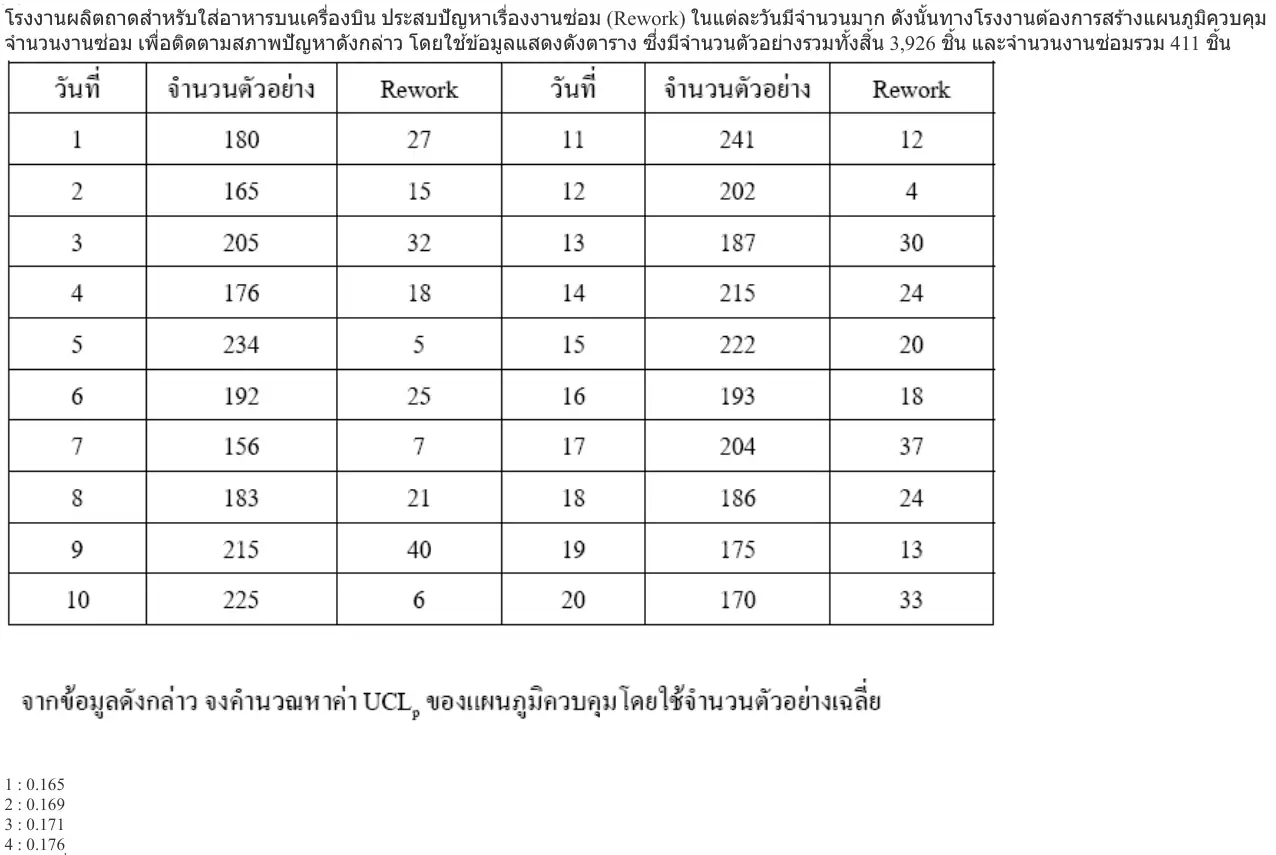 โรงงานผลิตถาดสำหรับใส่อาหารบนเครื่องบิน ประสบปัญหาเรื่องงานซ่อม (Rework) ในแต่ละวันมีจำนวนมาก ดังนั้นทางโรงงานต้องการสร้างแผนภูมิควบคุม
จำนวนงานซ่อม เพื่อติดตามสภาพปัญหาดังกล่าว โดยใช้ข้อมูลแสดงดังตาราง ซึ่งมีจำนวนตัวอย่างรวมทั้งสิ้น 3,926 ชิ้น และจำนวนงานซ่อมรวม 411 ชิ้น
วันที่ จำนวนตัวอย่าง Rework วันที่ จำนวนตัวอย่าง Rework
1 180 27 11 241 12
2 165 15 12 202 4
3 205 32 13 187 30
4 176 18 14 215 24
5 234 5 15 222 20
6 192 25 16 193 18
7 156 7 17 204 37
8 183 21 18 186 24
9 215 40 19 175 13
10 225 6 20 170 33
จากข้อมูลดังกล่าว จงคำนวณหาค่า UCLp ของแผนภูมิควบคุมโดยใช้จำนวนตัวอย่างเฉลี่ย
1 : 0.165
2 : 0.169
3 : 0.171
4 : 0.176